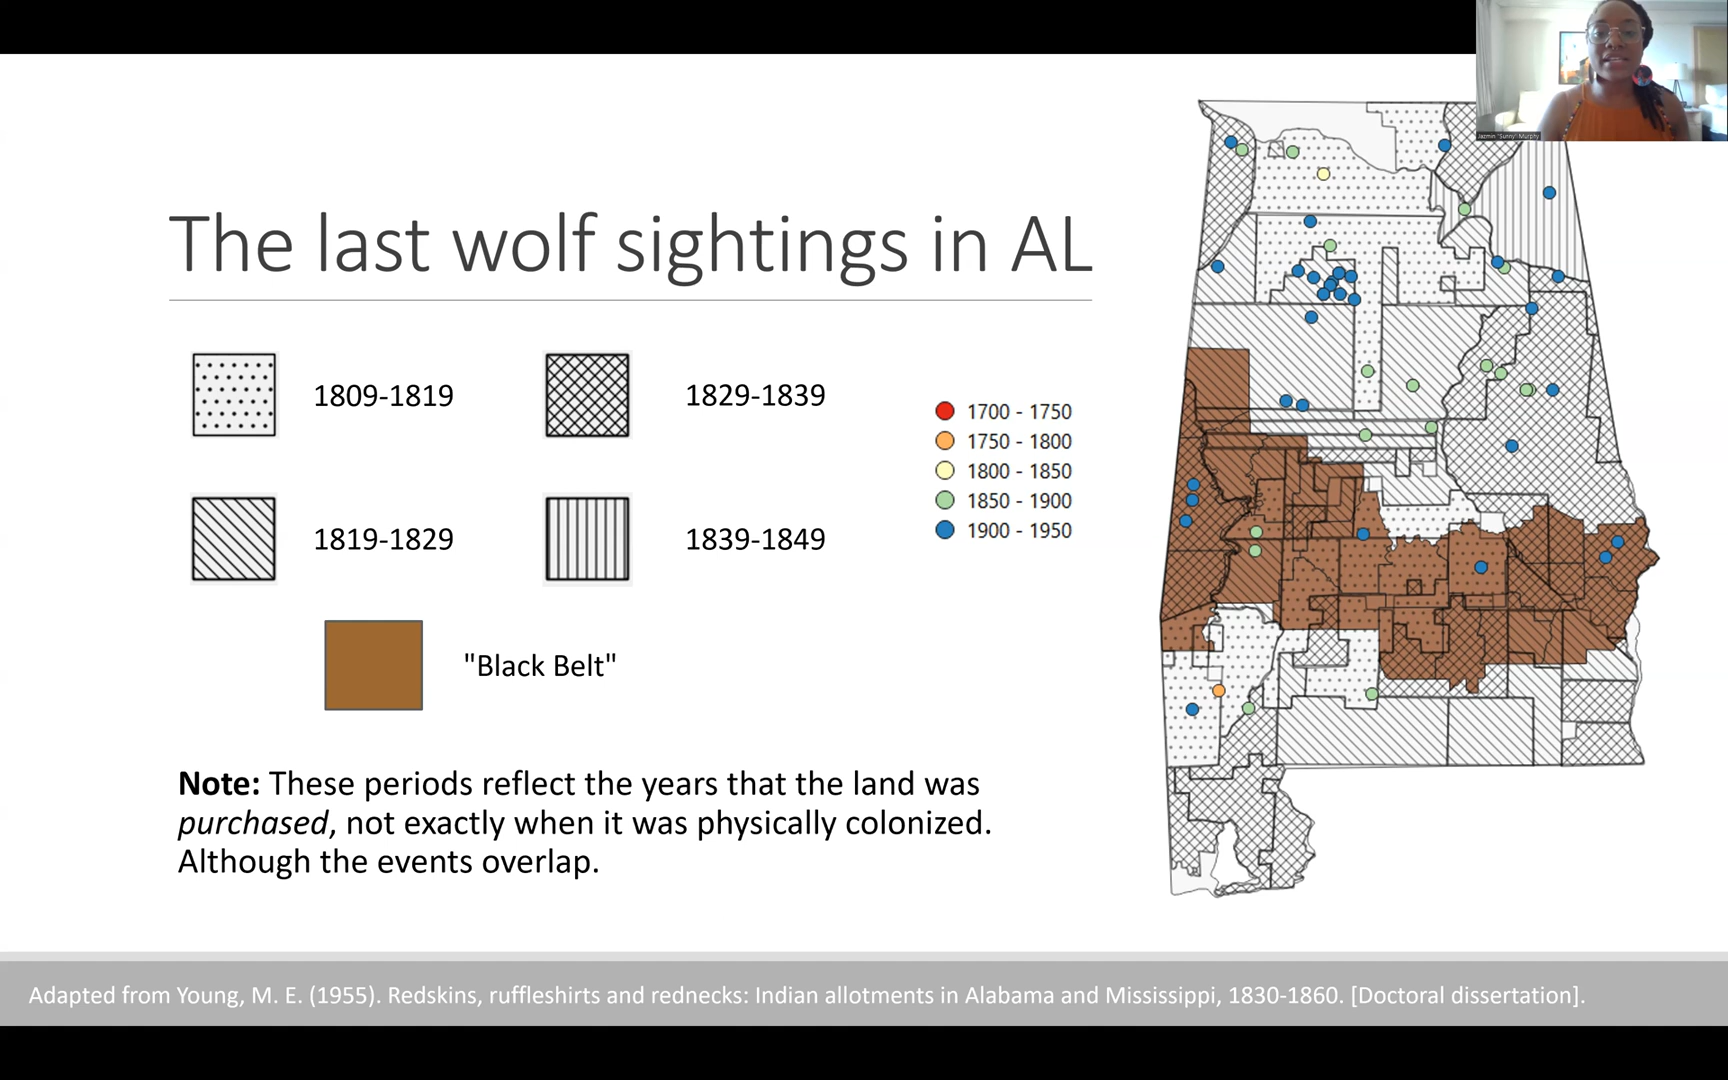 Jazmin "Sunny" Murphy
The last wolf sightings in AL
1809-1819
1829-1839
1819-1829
1839-1849
"Black Belt"
1700 - 1750
1750 - 1800
1800 - 1850
1850 - 1900
1900 - 1950
Note: These periods reflect the years that the land was
purchased, not exactly when it was physically colonized.
Although the events overlap.
Adapted from Young, M. E. (1955). Redskins, ruffleshirts and rednecks: Indian allotments in Alabama and Mississippi, 1830-1860. [Doctoral dissertation].